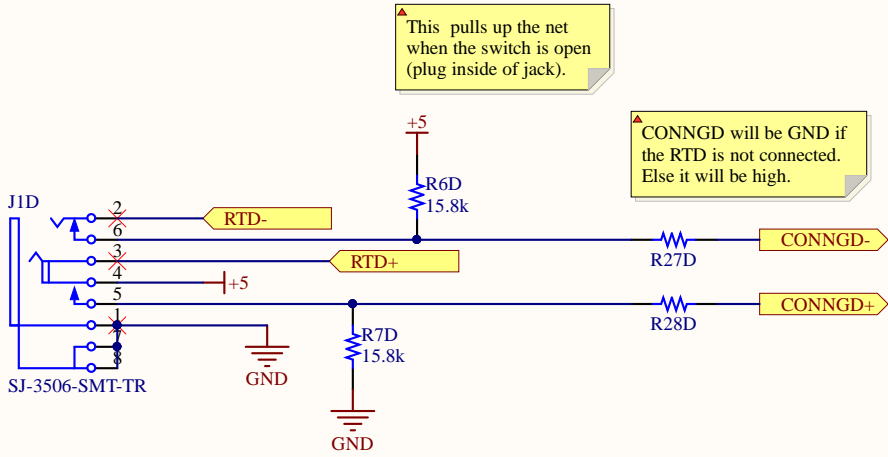 This pulls up the net
when the switch is open
(plug inside of jack).
+5
CONNGD will be GND if
the RTD is not connected.
Else it will be high.
R6D
15.8k
J1D
2
RTD-
6
R27D
CONNGD-
3
RTD+
4
+5
5
R28D
CONNGD+
1
R7D
15.8k
8
GND
SJ-3506-SMT-TR
GND